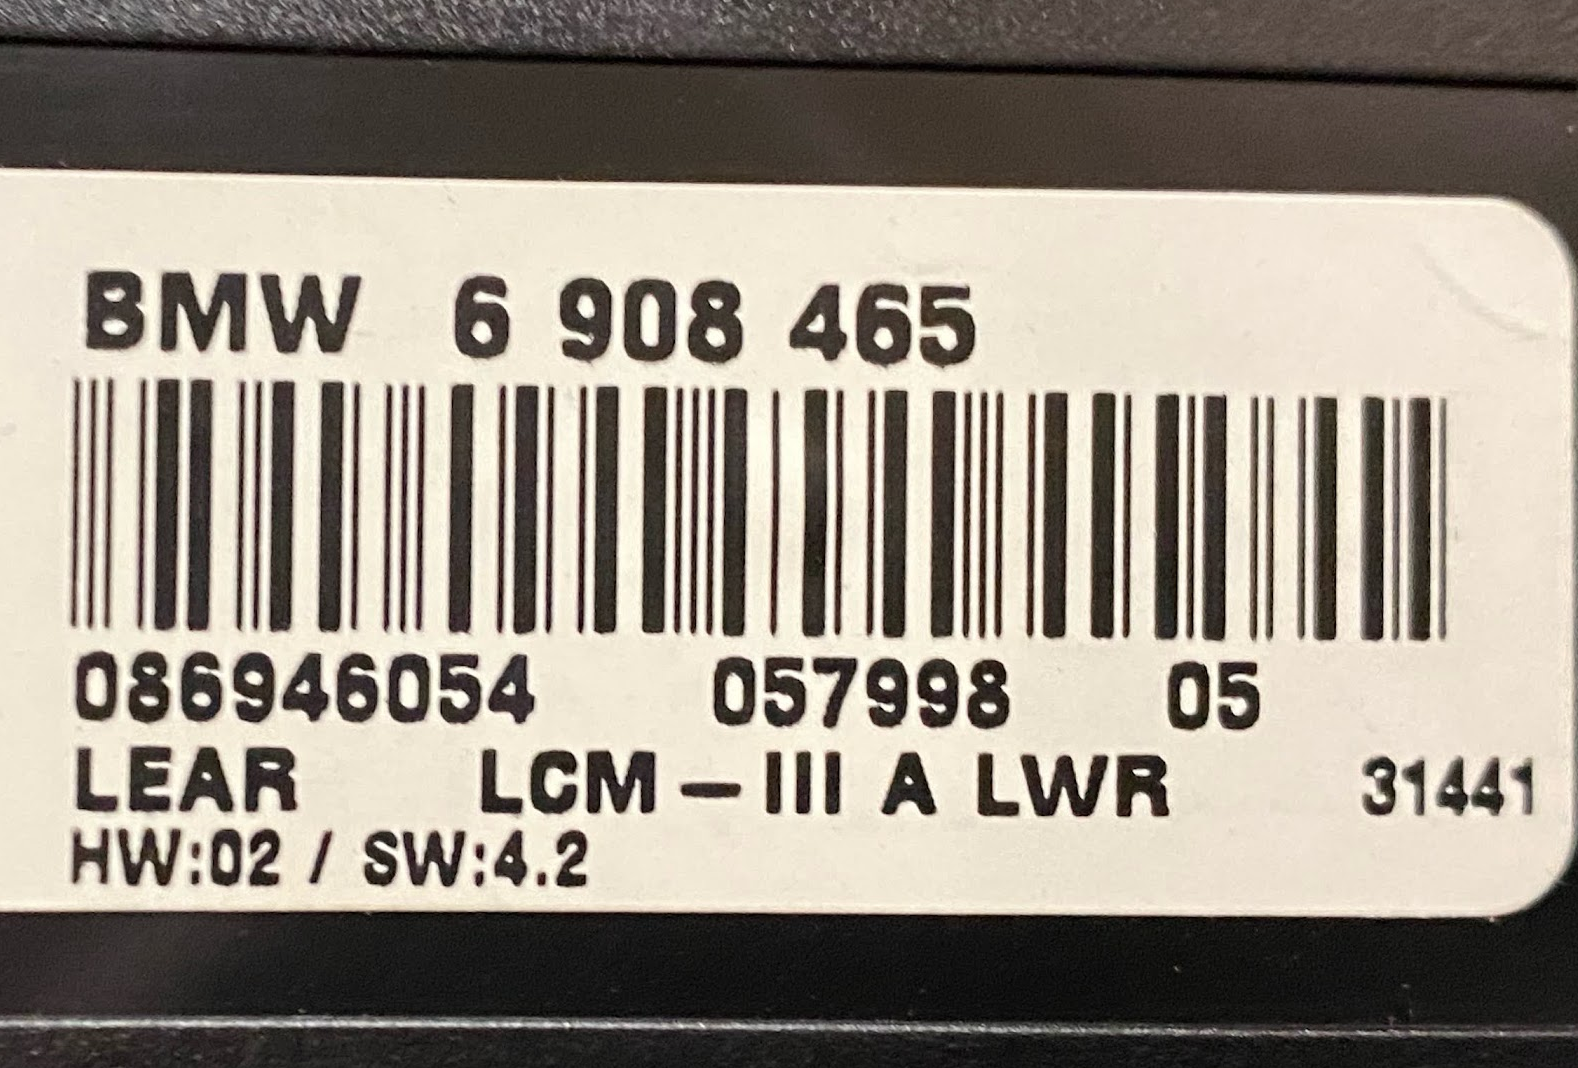 BMW 6 908 465
086946054 057998 05
LEAR LCM-III A LWR 31441
HW:02 / SW:4.2